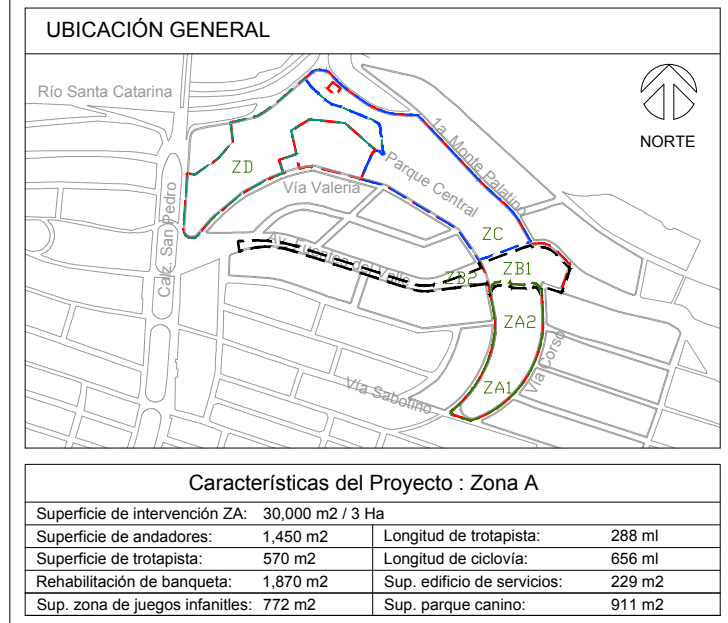 UBICACIÓN GENERAL
Río Santa Catarina
NORTE
1a. Monte Palatino
ZD
Parque Central
Vía Valeria
Calz. San Pedro
ZC
Av.
ZB2
ZB1
ZA2
Vía Corso
Vía Sabotino
ZA1
Características del Proyecto : Zona A
Superficie de intervención ZA: 30,000 m2 / 3 Ha
Superficie de andadores: 1,450 m2 Longitud de trotapista: 288 ml
Superficie de trotapista: 570 m2 Longitud de ciclovía: 656 ml
Rehabilitación de banqueta: 1,870 m2 Sup. edificio de servicios: 229 m2
Sup. zona de juegos infanitles: 772 m2 Sup. parque canino: 911 m2